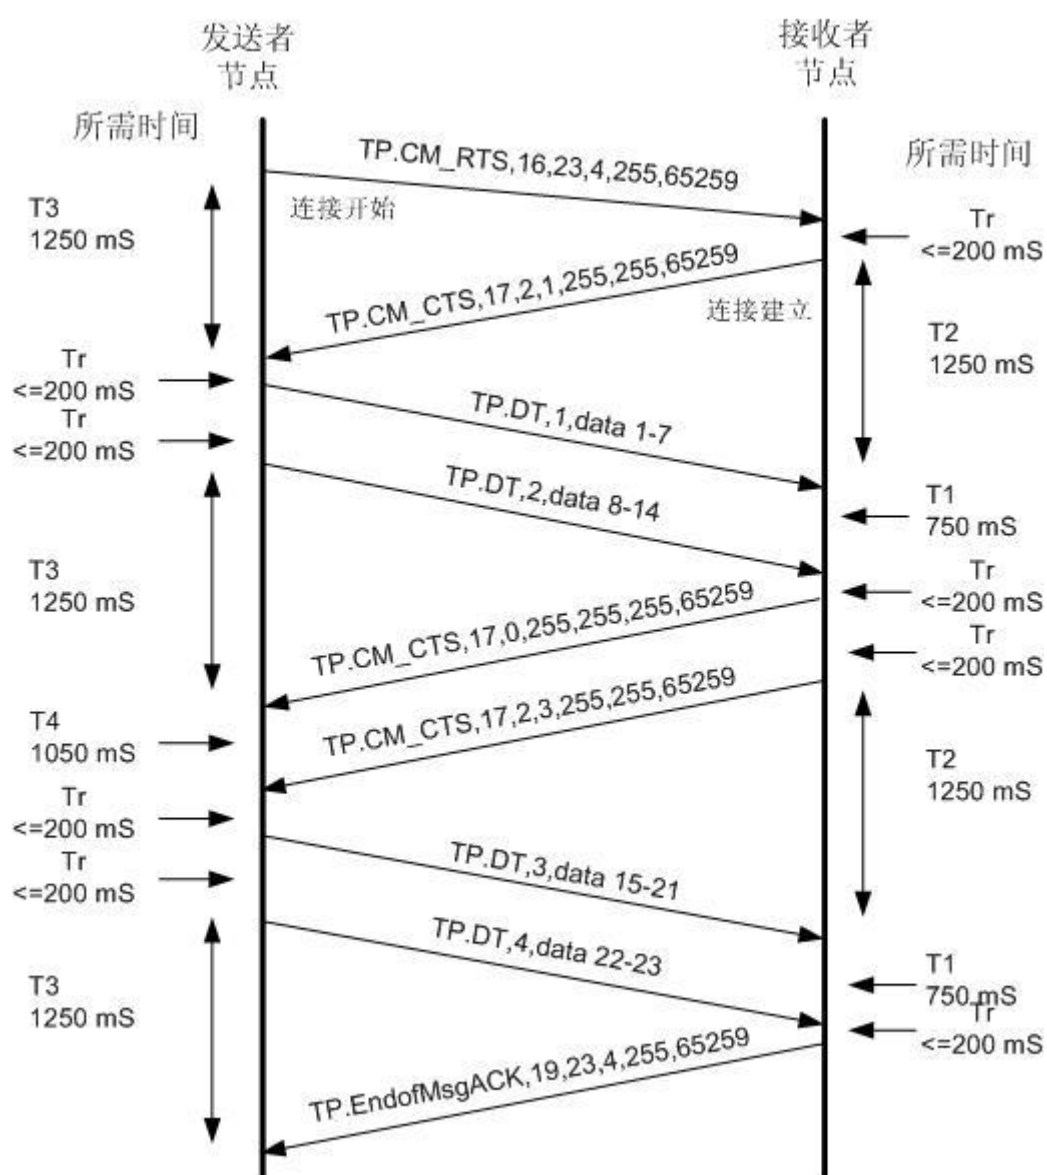 发送者
节点
接收者
节点
所需时间
所需时间
TP.CM_RTS,16,23,4,255,65259
连接开始
T3
1250 mS
Tr
<=200 mS
TP.CM_CTS,17,2,1,255,255,65259
连接建立
T2
1250 mS
Tr
<=200 mS
Tr
<=200 mS
TP.DT,1,data 1-7
TP.DT,2,data 8-14
T1
750 mS
T3
1250 mS
Tr
<=200 mS
TP.CM_CTS,17,0,255,255,255,65259
Tr
<=200 mS
TP.CM_CTS,17,2,3,255,255,65259
T4
1050 mS
T2
1250 mS
Tr
<=200 mS
Tr
<=200 mS
TP.DT,3,data 15-21
TP.DT,4,data 22-23
T3
1250 mS
T1
750 mS
Tr
<=200 mS
TP.EndofMsgACK,19,23,4,255,65259